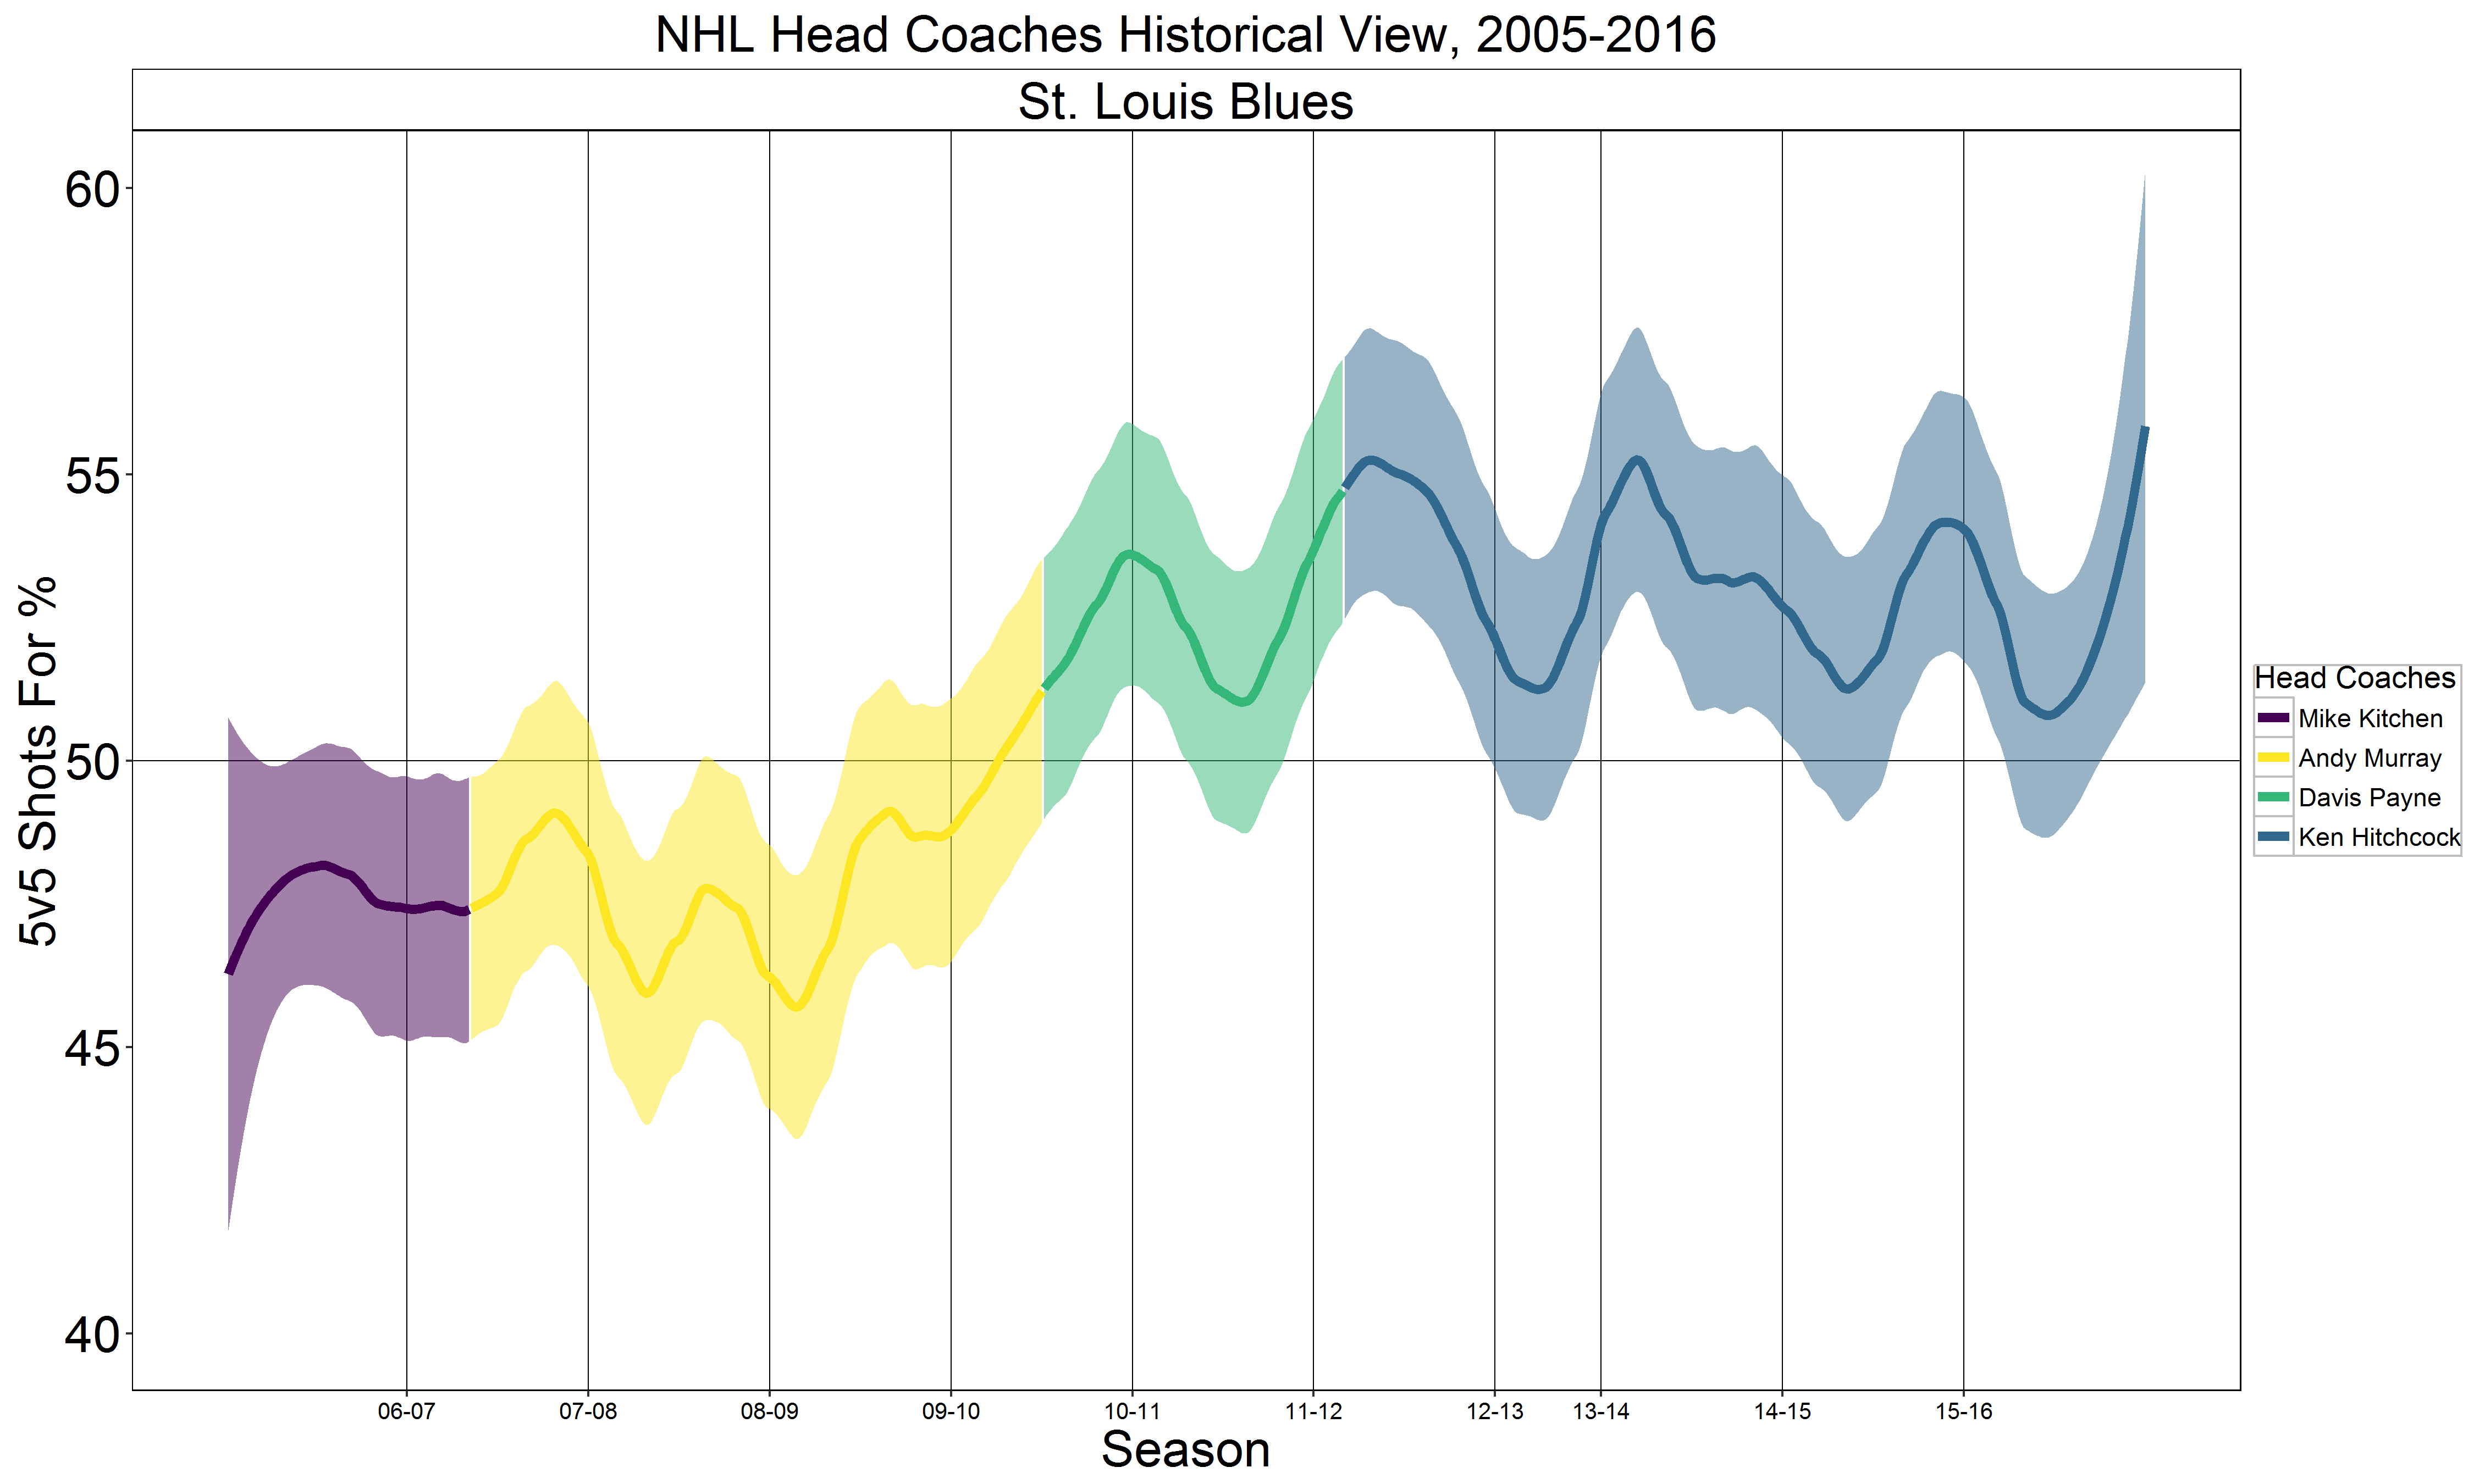 NHL Head Coaches Historical View, 2005-2016
St. Louis Blues
60
55
50
45
40
5v5 Shots For %
06-07 07-08 08-09 09-10 10-11 11-12 12-13 13-14 14-15 15-16
Season
Head Coaches
Mike Kitchen
Andy Murray
Davis Payne
Ken Hitchcock